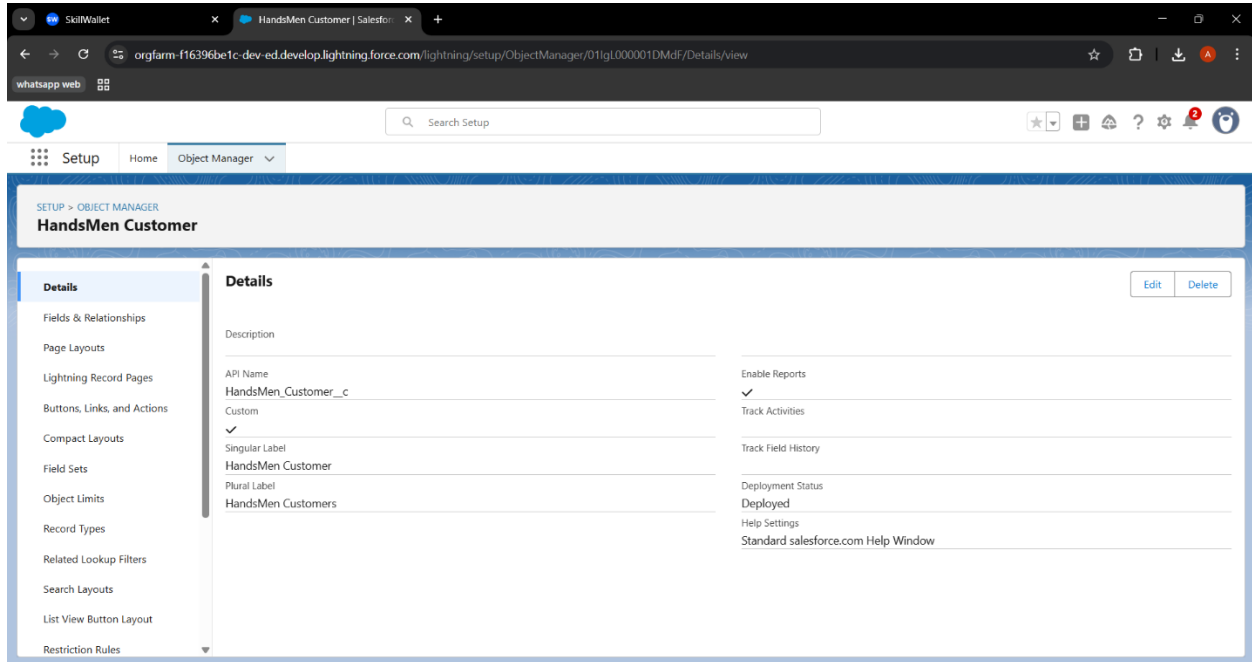 SkillWallet
HandsMen Customer | Salesforc
orgfarm-f16396be1c-dev-ed.develop.lightning.force.com/lightning/setup/ObjectManager/01IgL000001DMdF/Details/view
A
whatsapp web
Search Setup
2
Setup
Home
Object Manager
SETUP > OBJECT MANAGER
HandsMen Customer
Details
Fields & Relationships
Page Layouts
Lightning Record Pages
Buttons, Links, and Actions
Compact Layouts
Field Sets
Object Limits
Record Types
Related Lookup Filters
Search Layouts
List View Button Layout
Restriction Rules
Details
Edit
Delete
Description
API Name
HandsMen_Customer__c
Custom
Singular Label
HandsMen Customer
Plural Label
HandsMen Customers
Enable Reports
Track Activities
Track Field History
Deployment Status
Deployed
Help Settings
Standard salesforce.com Help Window